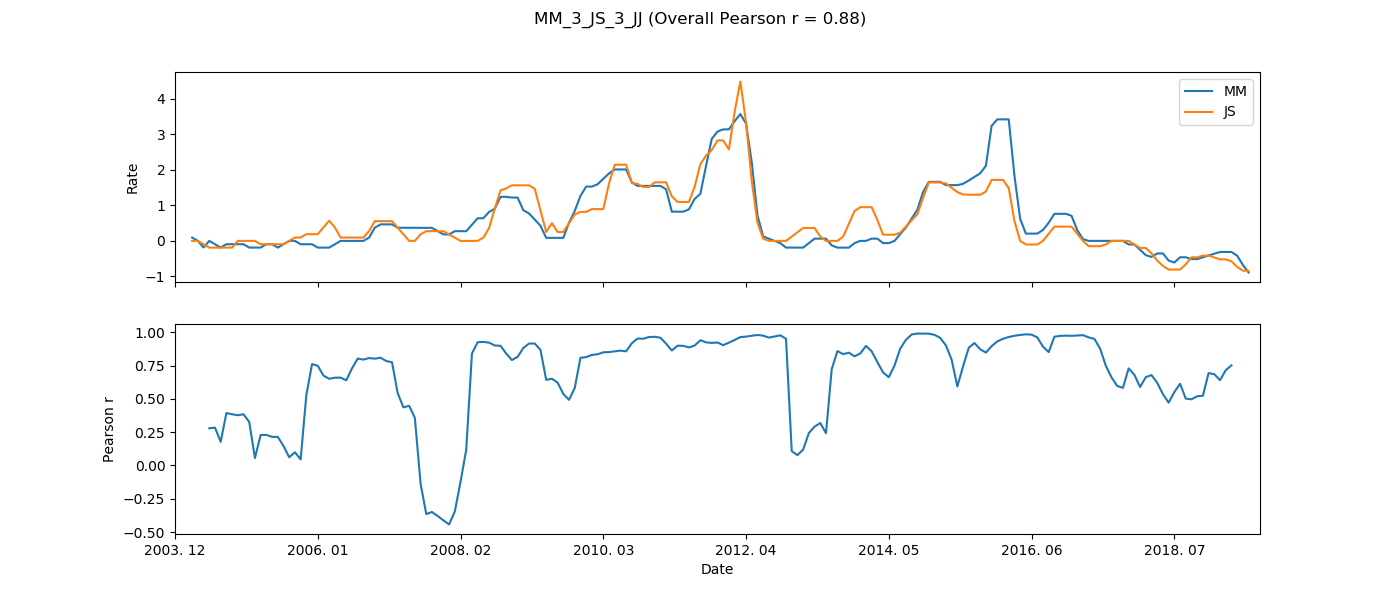 MM_3_JS_3_JJ (Overall Pearson r = 0.88)
MM
JS
4
3
2
1
0
−1
Rate
1.00
0.75
0.50
0.25
0.00
−0.25
−0.50
Pearson r
2003. 12 2006. 01 2008. 02 2010. 03 2012. 04 2014. 05 2016. 06 2018. 07
Date